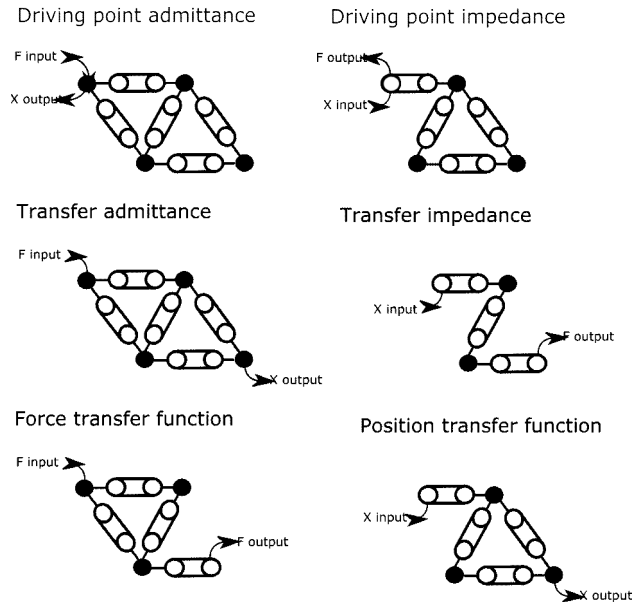 Driving point admittance
F input
X output
Driving point impedance
F output
X input
Transfer admittance
F input
X output
Transfer impedance
X input
F output
Force transfer function
F input
F output
Position transfer function
X input
X output